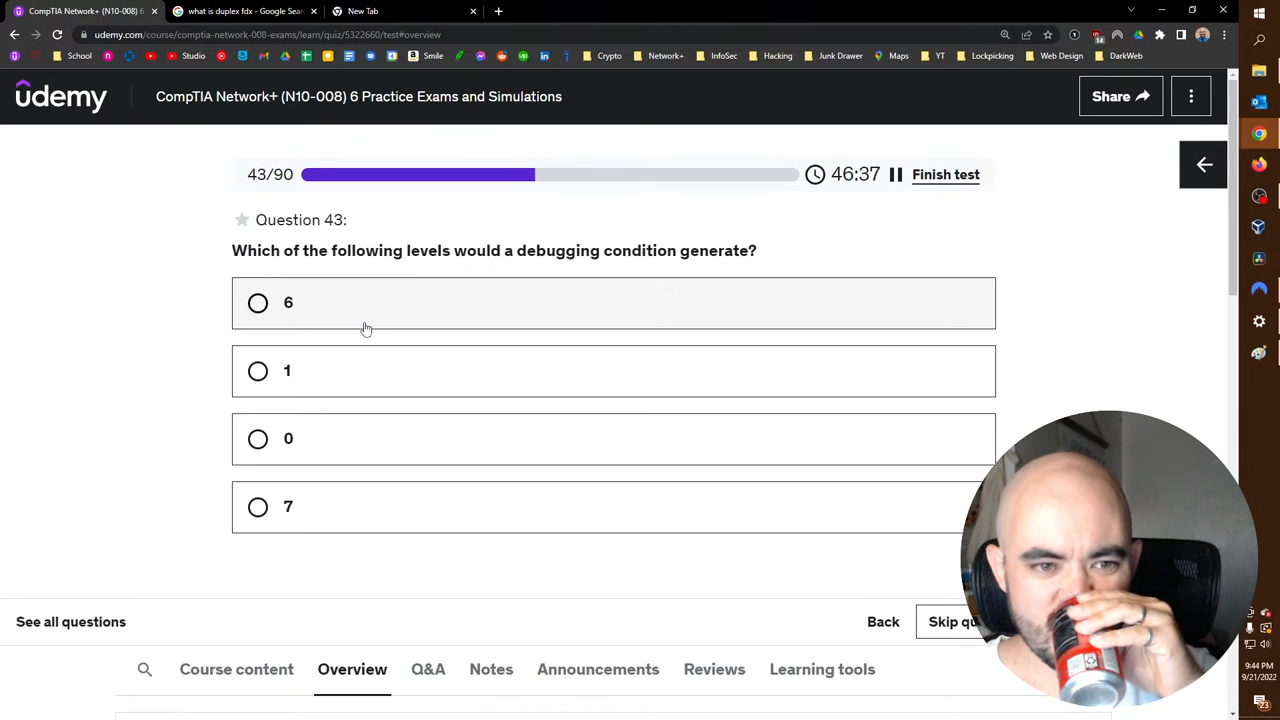 CompTIA Network+ (N10-008) 6
what is duplex fdx - Google Sear
New Tab
udemy.com/course/comptia-network-008-exams/learn/quiz/5322660/test#overview
School
Studio
Smile
Crypto
Network+
InfoSec
Hacking
Junk Drawer
Maps
YT
Lockpicking
Web Design
DarkWeb
ûdemy
CompTIA Network+ (N10-008) 6 Practice Exams and Simulations
Share
43/90
46:37
Finish test
Question 43:
Which of the following levels would a debugging condition generate?
6
1
0
7
See all questions
Back
Skip qu
Course content
Overview
Q&A
Notes
Announcements
Reviews
Learning tools
9:44 PM
9/21/2022
23